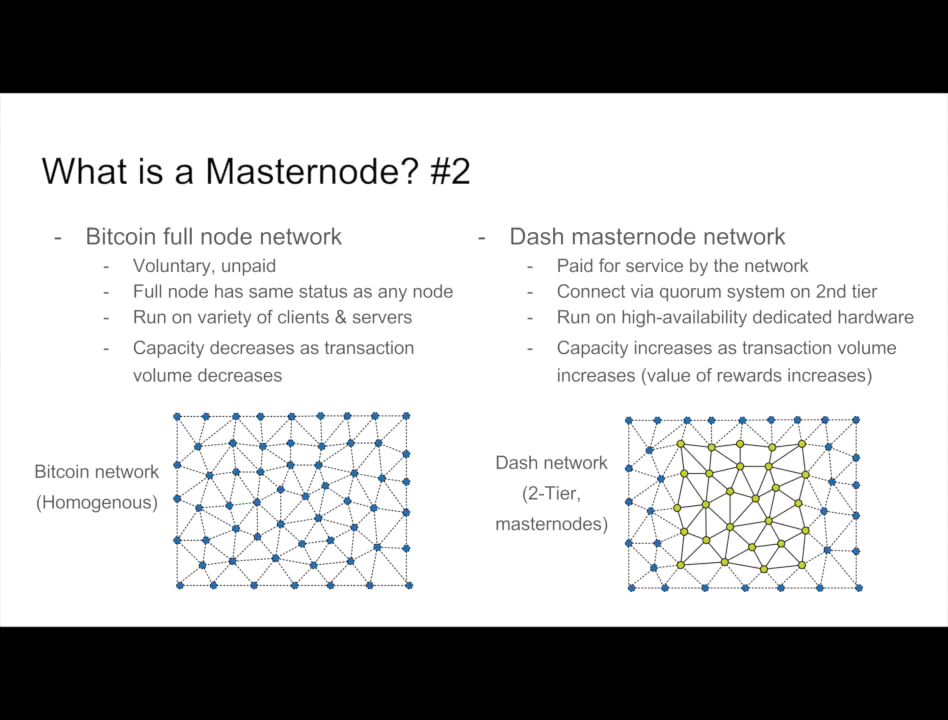 What is a Masternode? #2
- Bitcoin full node network
- Voluntary, unpaid
- Full node has same status as any node
- Run on variety of clients & servers
- Capacity decreases as transaction
volume decreases
Bitcoin network
(Homogenous)
- Dash masternode network
- Paid for service by the network
- Connect via quorum system on 2nd tier
- Run on high-availability dedicated hardware
- Capacity increases as transaction volume
increases (value of rewards increases)
Dash network
(2-Tier,
masternodes)